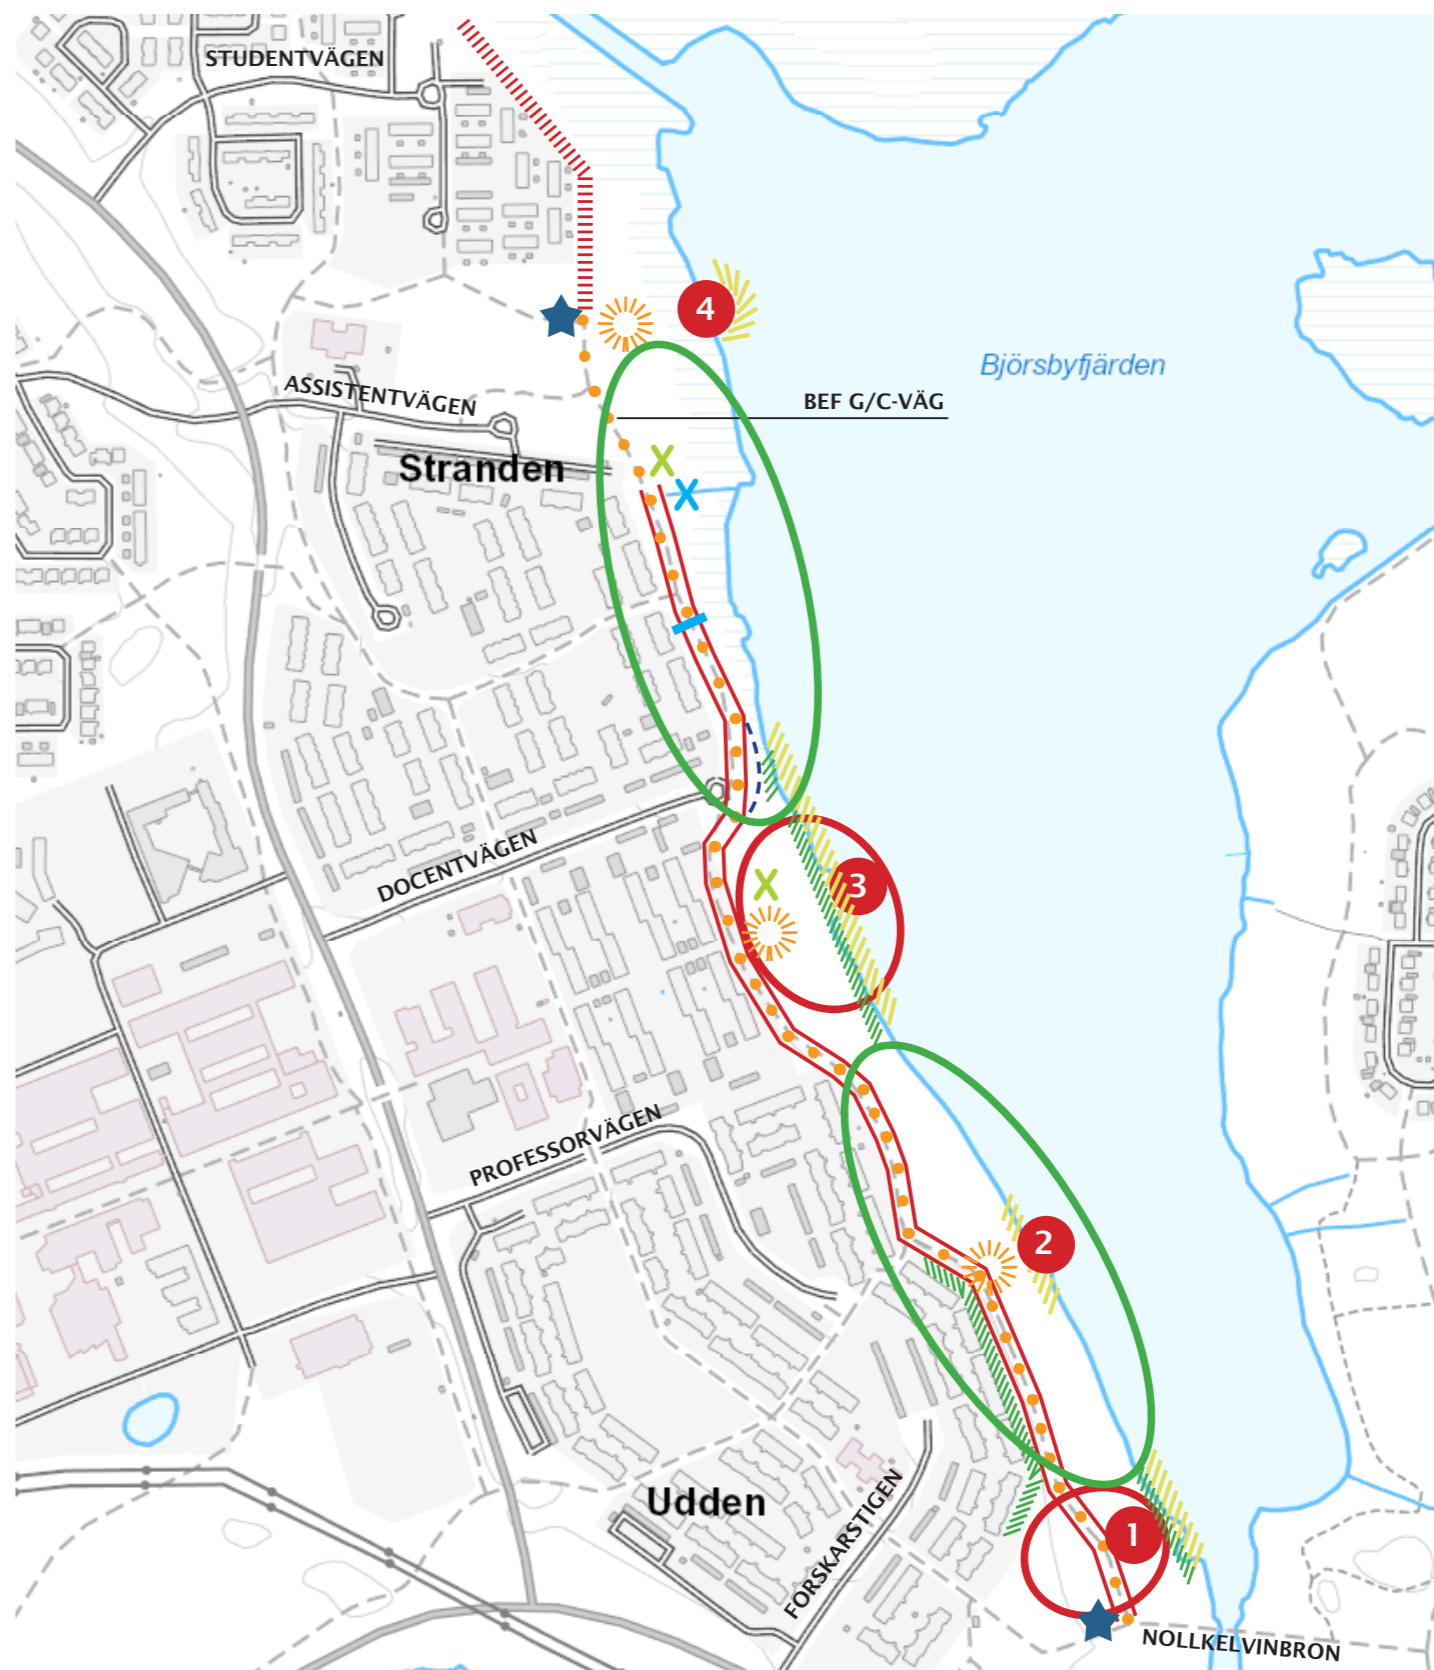 STUDENTVÄGEN
4
Björsbyfjärden
ASSISTENTVÄGEN
BEF G/C-VÄG
Stranden
DOCENTVÄGEN
3
PROFESSORVÄGEN
2
Udden
FORSKARSTIGEN
1
NOLLKELVINBRON